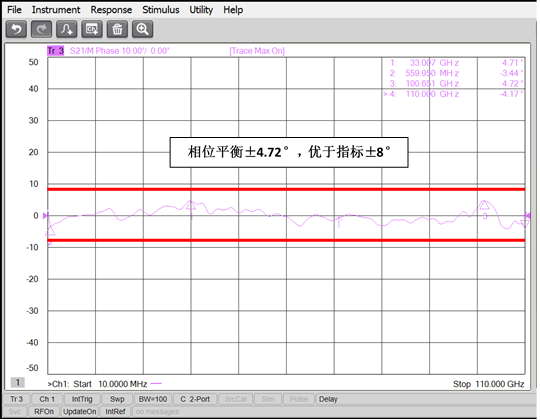 File Instrument Response Stimulus Utility Help
Tr 3 S21/M Phase 10.00°/ 0.00° [Trace Max On]
50
1: 33.007 GHz 4.71 °
2: 559.950 MHz -3.44 °
3: 100.651 GHz 4.72 °
> 4: 110.000 GHz -4.17 °
40
30
20
相位平衡±4.72°，优于指标±8°
10
0
-10
-20
-30
-40
-50
1 >Ch1: Start 10.0000 MHz Stop 110.000 GHz
Tr 3 Ch 1 IntTrig Swp BW=100 C 2-Port SrcCal Sim Pulse Delay
Svc RFOn UpdateOn IntRef no messages